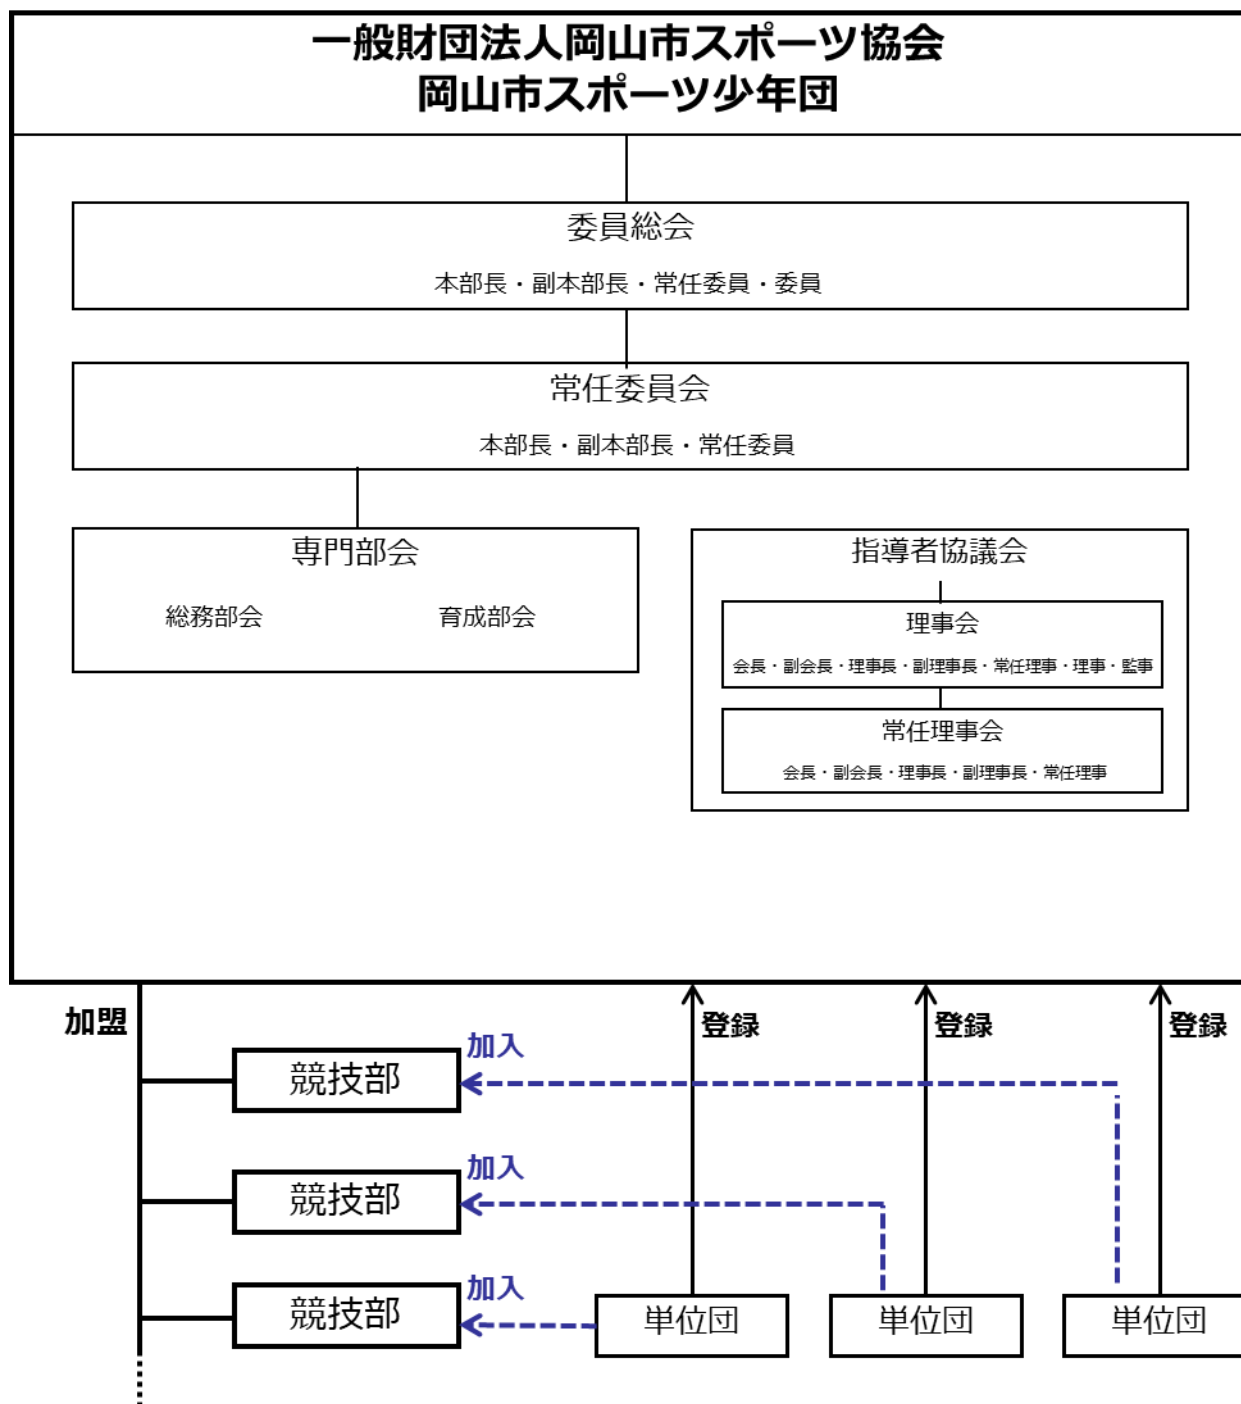 一般財団法人岡山市スポーツ協会
岡山市スポーツ少年団
委員総会
本部長・副本部長・常任委員・委員
常任委員会
本部長・副本部長・常任委員
専門部会
総務部会
育成部会
指導者協議会
理事会
会長・副会長・理事長・副理事長・常任理事・理事・監事
常任理事会
会長・副会長・理事長・副理事長・常任理事
加盟
登録
登録
登録
加入
競技部
加入
競技部
加入
競技部
単位団
単位団
単位団